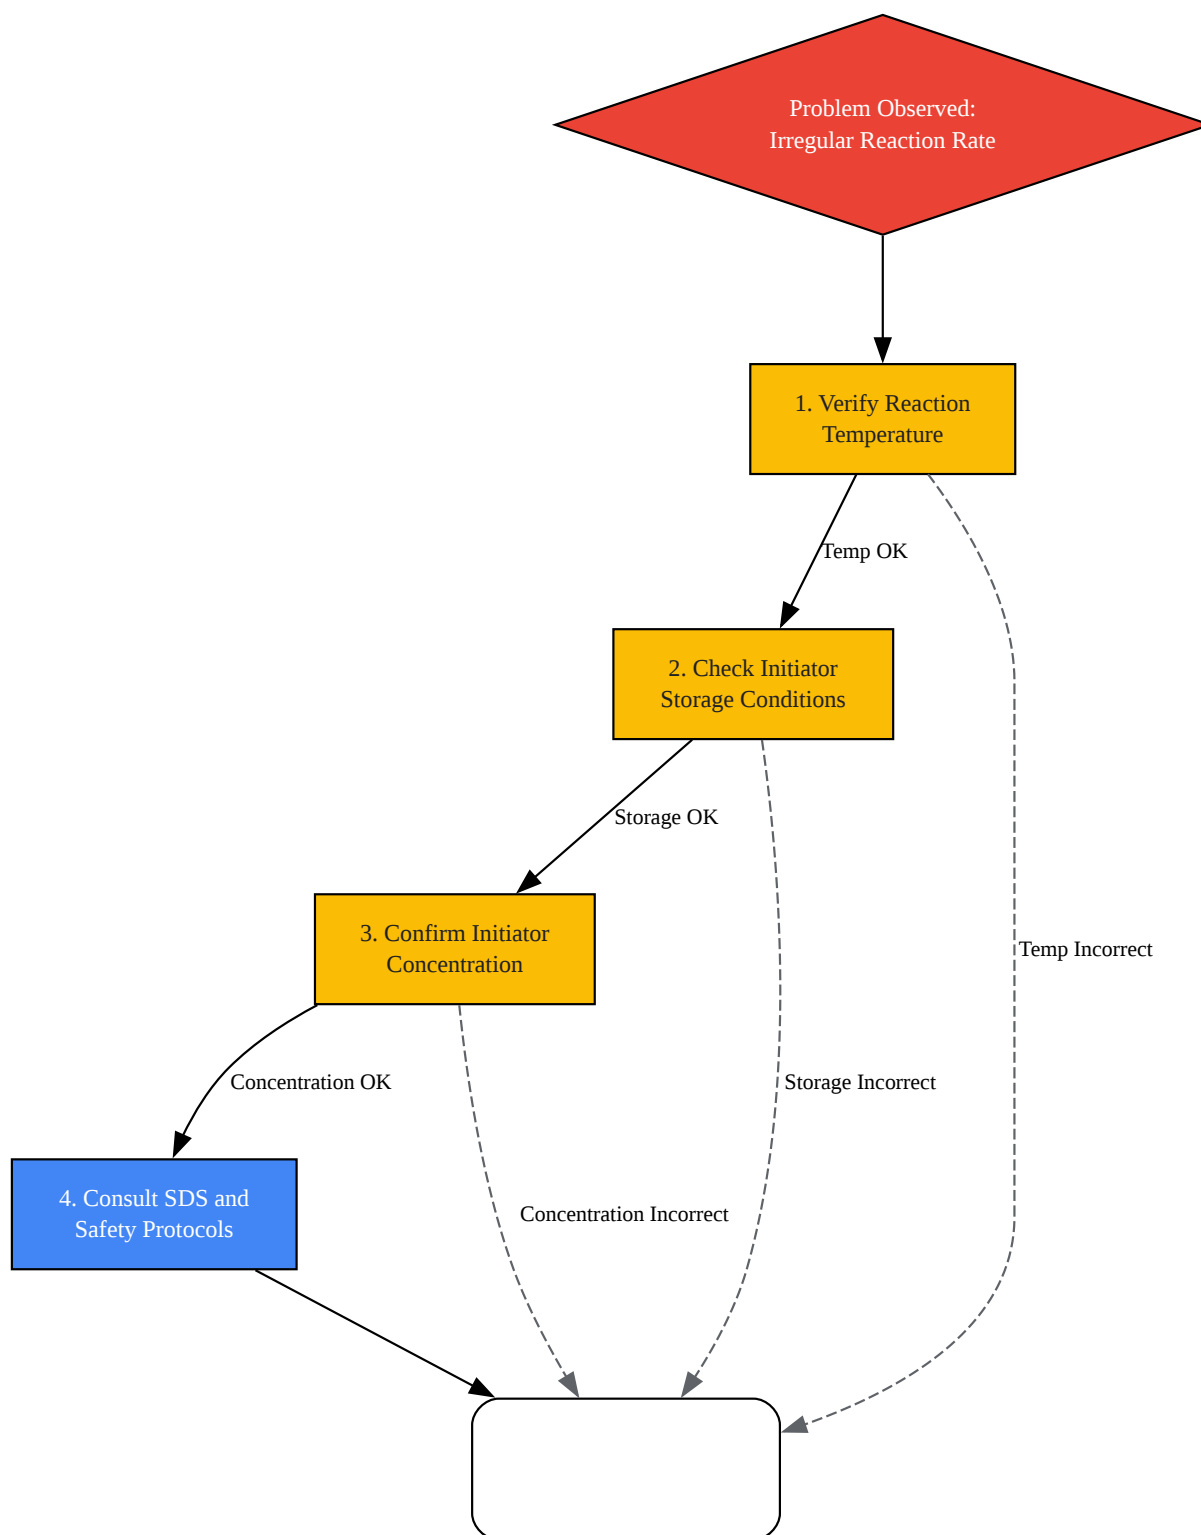 Problem Observed:
Irregular Reaction Rate
1. Verify Reaction
Temperature
Temp OK
2. Check Initiator
Storage Conditions
Storage OK
3. Confirm Initiator
Concentration
Temp Incorrect
Concentration OK
Storage Incorrect
4. Consult SDS and
Safety Protocols
Concentration Incorrect